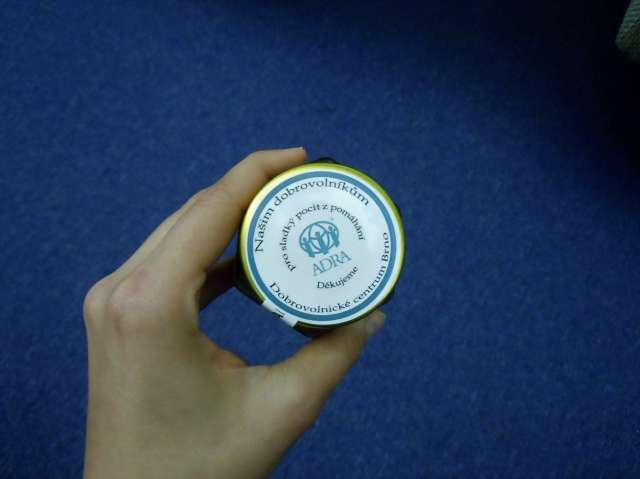 Našim dobrovolníkům
pro sladký pocit z pomáhání
ADRA
Děkujeme
Dobrovolnické centrum Brno